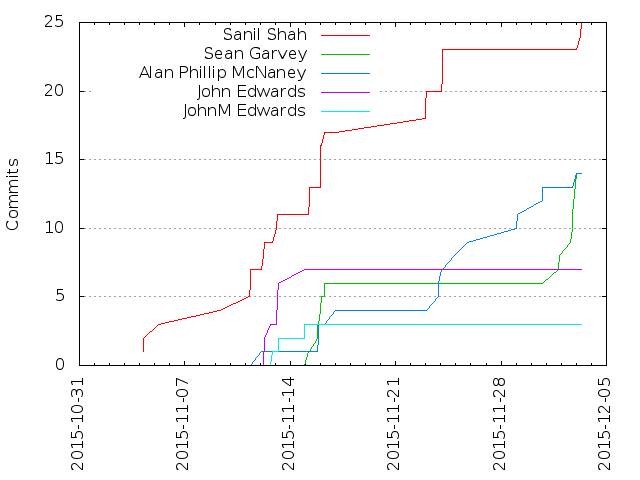 25
20
15
10
5
0
Commits
Sanil Shah
Sean Garvey
Alan Phillip McNaney
John Edwards
JohnM Edwards
2015-10-31
2015-11-07
2015-11-14
2015-11-21
2015-11-28
2015-12-05